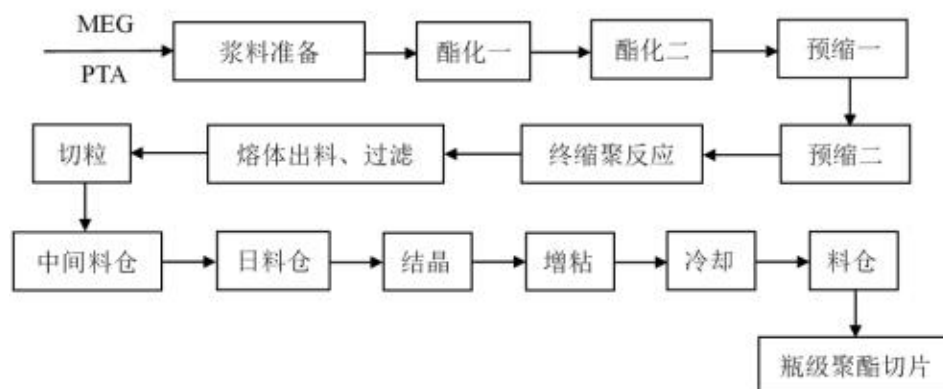 MEG
PTA
浆料准备
酯化一
酯化二
预缩一
预缩二
终缩聚反应
熔体出料、过滤
切粒
中间料仓
日料仓
结晶
增粘
冷却
料仓
瓶级聚酯切片